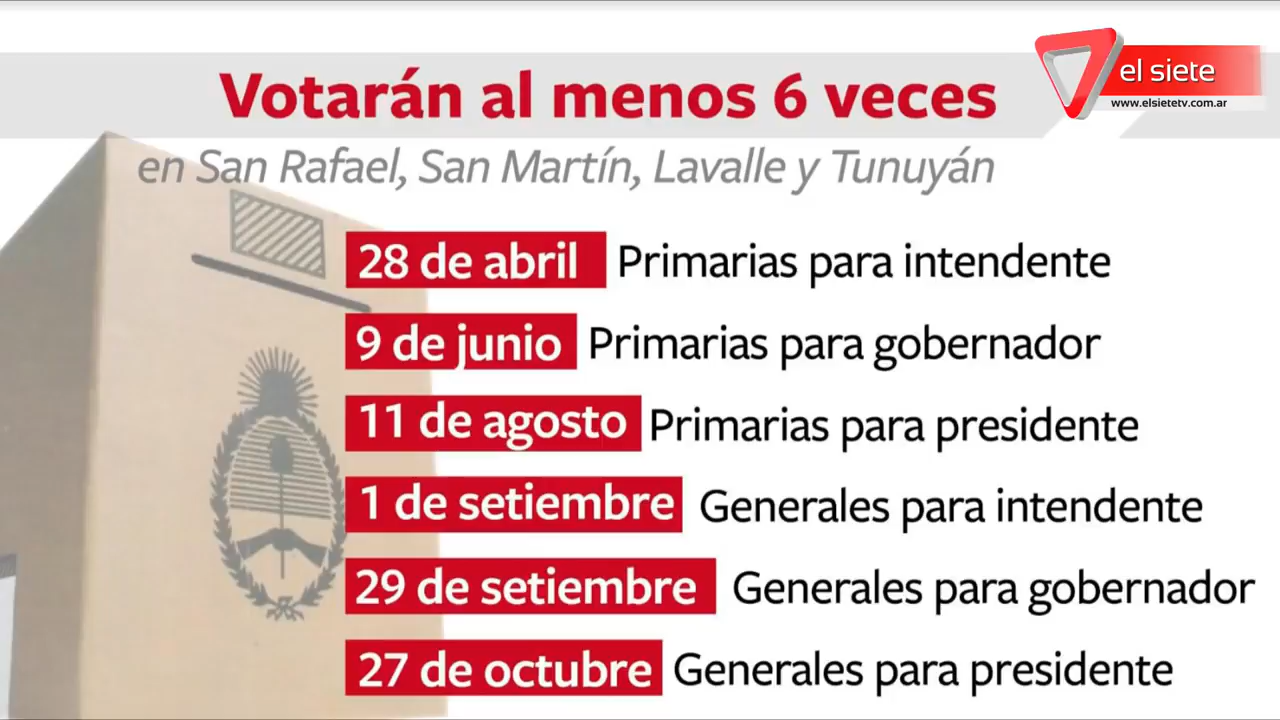 el siete
www.elsietetv.com.ar
Votarán al menos 6 veces
en San Rafael, San Martín, Lavalle y Tunuyán
28 de abril Primarias para intendente
9 de junio Primarias para gobernador
11 de agosto Primarias para presidente
1 de setiembre Generales para intendente
29 de setiembre Generales para gobernador
27 de octubre Generales para presidente